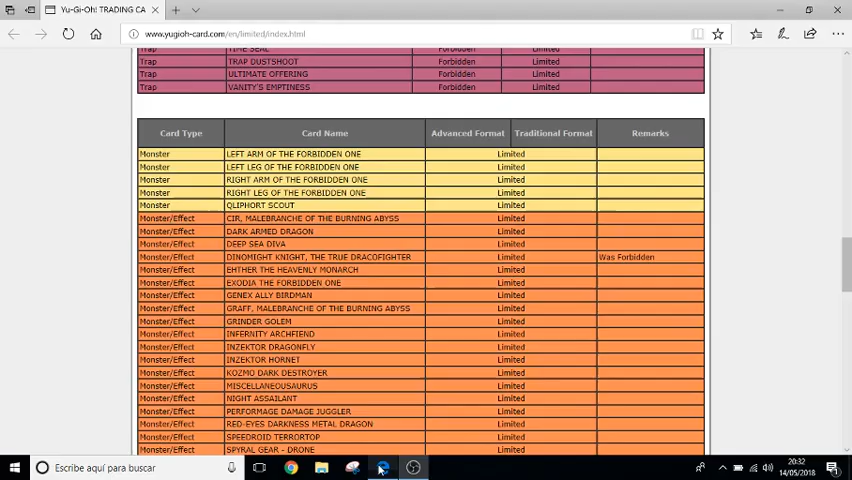 Yu-Gi-Oh! TRADING CA
www.yugioh-card.com/en/limited/index.html
Trap TIME SEAL Forbidden Limited
Trap TRAP DUSTSHOOT Forbidden Limited
Trap ULTIMATE OFFERING Forbidden Limited
Trap VANITY'S EMPTINESS Forbidden Limited
Card Type Card Name Advanced Format Traditional Format Remarks
Monster LEFT ARM OF THE FORBIDDEN ONE Limited
Monster LEFT LEG OF THE FORBIDDEN ONE Limited
Monster RIGHT ARM OF THE FORBIDDEN ONE Limited
Monster RIGHT LEG OF THE FORBIDDEN ONE Limited
Monster QLIPHORT SCOUT Limited
Monster/Effect CIR, MALEBRANCHE OF THE BURNING ABYSS Limited
Monster/Effect DARK ARMED DRAGON Limited
Monster/Effect DEEP SEA DIVA Limited
Monster/Effect DINOMIGHT KNIGHT, THE TRUE DRACOFIGHTER Limited Was Forbidden
Monster/Effect EHTHER THE HEAVENLY MONARCH Limited
Monster/Effect EXODIA THE FORBIDDEN ONE Limited
Monster/Effect GENEX ALLY BIRDMAN Limited
Monster/Effect GRAFF, MALEBRANCHE OF THE BURNING ABYSS Limited
Monster/Effect GRINDER GOLEM Limited
Monster/Effect INFERNITY ARCHFIEND Limited
Monster/Effect INZEKTOR DRAGONFLY Limited
Monster/Effect INZEKTOR HORNET Limited
Monster/Effect KOZMO DARK DESTROYER Limited
Monster/Effect MISCELLANEOUSAURUS Limited
Monster/Effect NIGHT ASSAILANT Limited
Monster/Effect PERFORMAGE DAMAGE JUGGLER Limited
Monster/Effect RED-EYES DARKNESS METAL DRAGON Limited
Monster/Effect SPEEDROID TERRORTOP Limited
Monster/Effect SPYRAL GEAR - DRONE Limited
Escribe aquí para buscar
20:32
14/05/2018